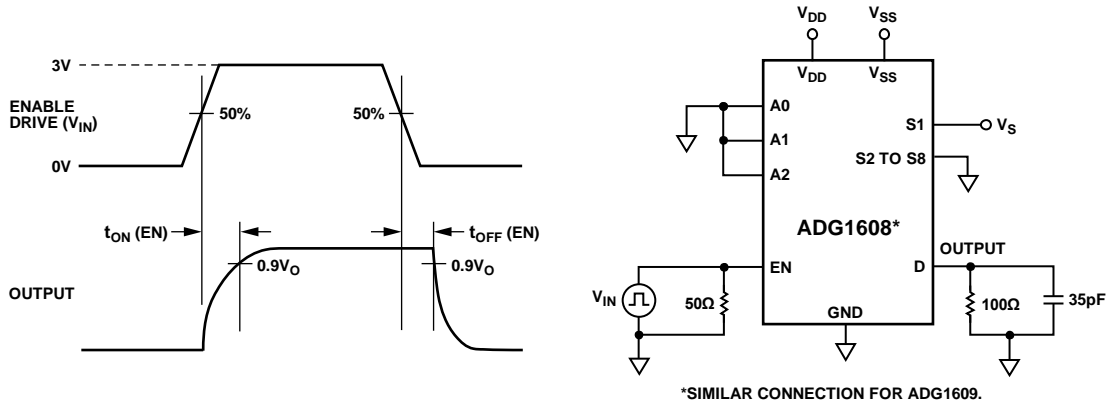 3V
ENABLE
DRIVE (VIN)
50%
50%
0V
tON (EN)
tOFF (EN)
0.9VO
0.9VO
OUTPUT
VDD
VSS
VDD
VSS
A0
A1
A2
S1
VS
S2 TO S8
ADG1608*
OUTPUT
EN
D
VIN
50Ω
GND
100Ω
35pF
*SIMILAR CONNECTION FOR ADG1609.